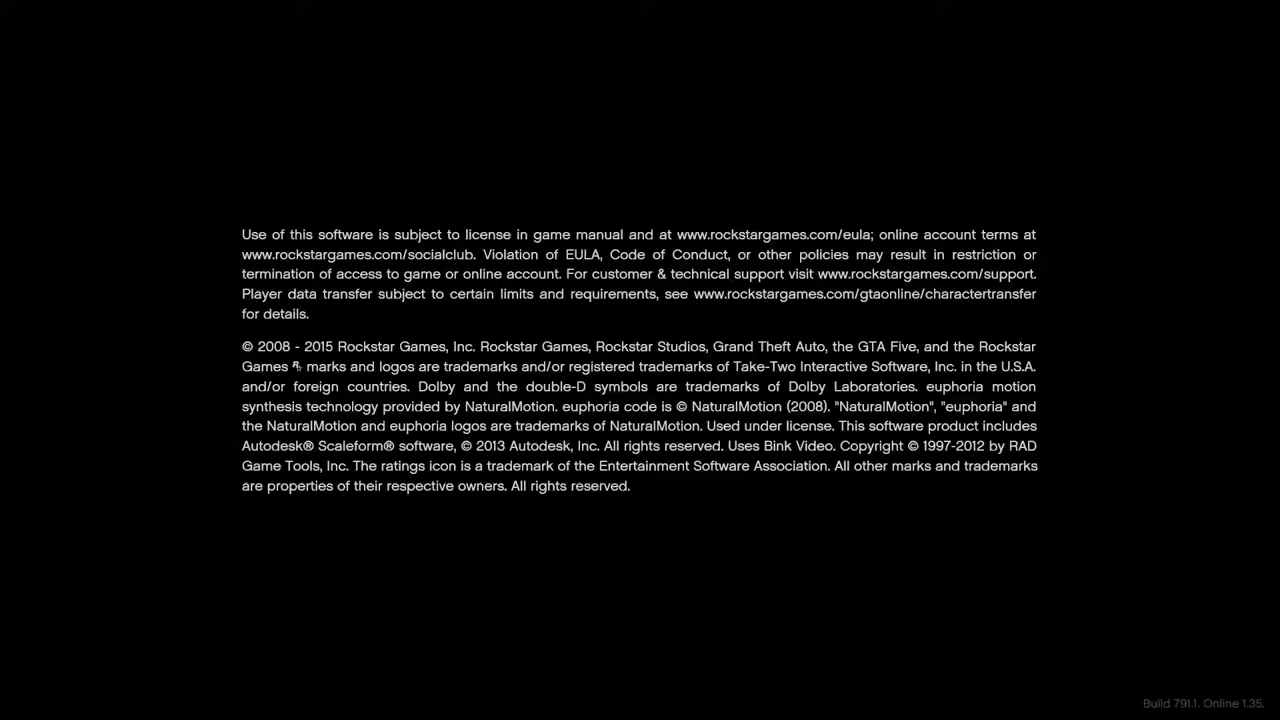 Use of this software is subject to license in game manual and at www.rockstargames.com/eula; online account terms at
www.rockstargames.com/socialclub. Violation of EULA, Code of Conduct, or other policies may result in restriction or
termination of access to game or online account. For customer & technical support visit www.rockstargames.com/support.
Player data transfer subject to certain limits and requirements, see www.rockstargames.com/gtaonline/charactertransfer
for details.
© 2008 - 2015 Rockstar Games, Inc. Rockstar Games, Rockstar Studios, Grand Theft Auto, the GTA Five, and the Rockstar
Games R* marks and logos are trademarks and/or registered trademarks of Take-Two Interactive Software, Inc. in the U.S.A.
and/or foreign countries. Dolby and the double-D symbols are trademarks of Dolby Laboratories. euphoria motion
synthesis technology provided by NaturalMotion. euphoria code is © NaturalMotion (2008). "NaturalMotion", "euphoria" and
the NaturalMotion and euphoria logos are trademarks of NaturalMotion. Used under license. This software product includes
Autodesk® Scaleform® software, © 2013 Autodesk, Inc. All rights reserved. Uses Bink Video. Copyright © 1997-2012 by RAD
Game Tools, Inc. The ratings icon is a trademark of the Entertainment Software Association. All other marks and trademarks
are properties of their respective owners. All rights reserved.
Build 791.1. Online 1.35.